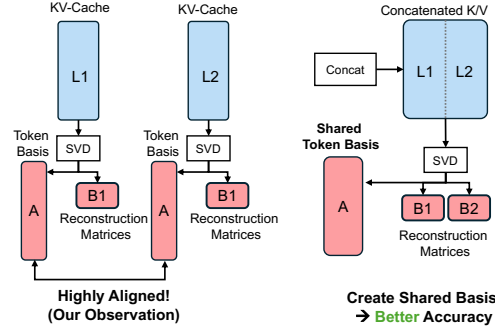 KV-Cache
L1
SVD
Token
Basis
A
B1
Reconstruction
Matrices
KV-Cache
L2
SVD
Token
Basis
A
B1
Reconstruction
Matrices
Highly Aligned!
(Our Observation)
Concatenated K/V
Concat
L1
L2
Shared
Token Basis
SVD
A
B1
B2
Reconstruction
Matrices
Create Shared Basis
→ Better Accuracy